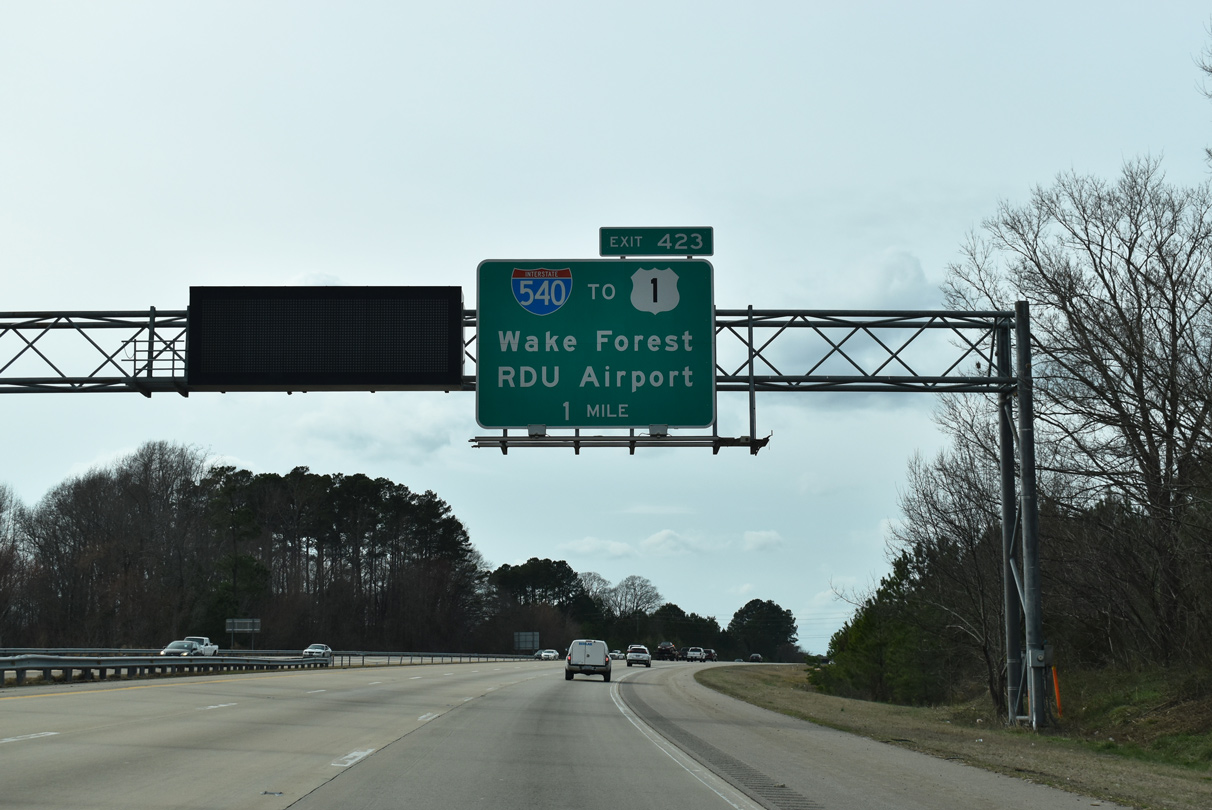 EXIT 423
INTERSTATE
540 TO 1
Wake Forest
RDU Airport
1 MILE